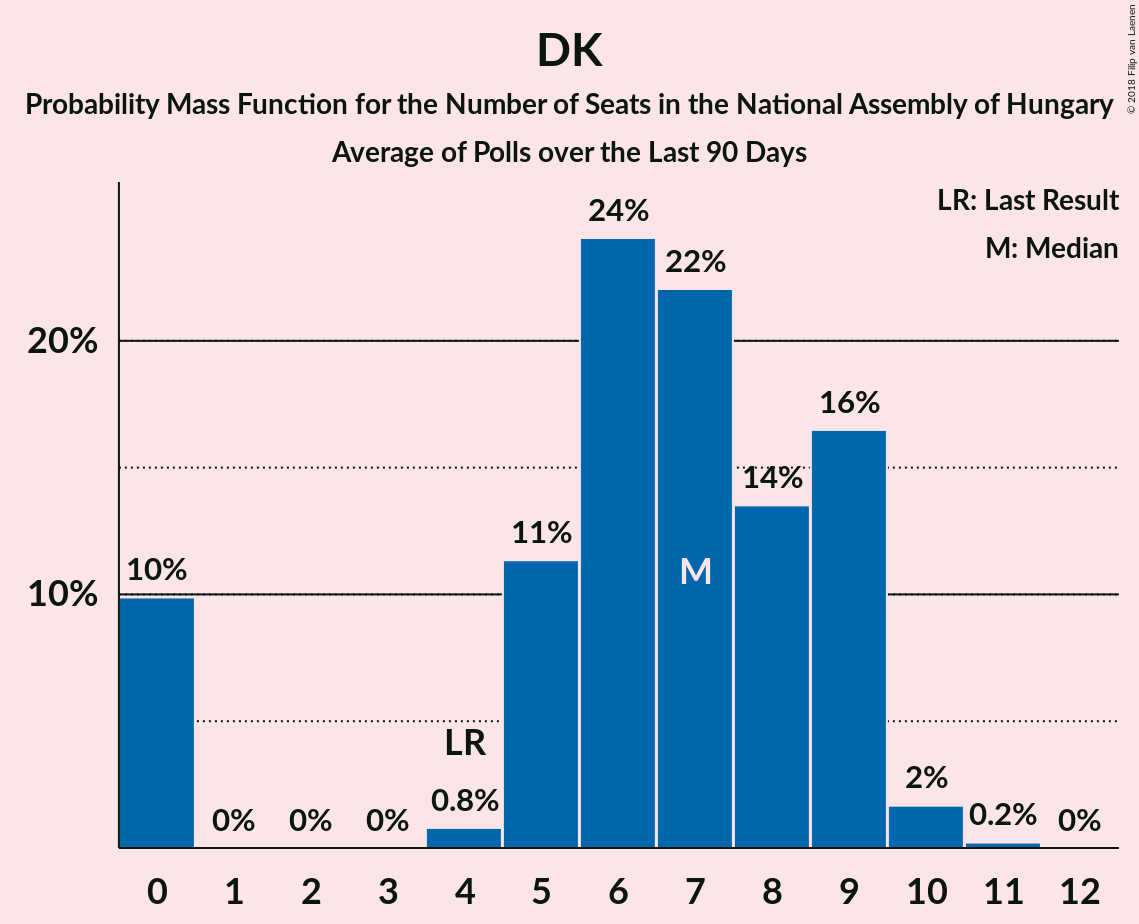 DK
Probability Mass Function for the Number of Seats in the National Assembly of Hungary
Average of Polls over the Last 90 Days
© 2018 Filip van Laenen
LR: Last Result
M: Median
24%
22%
20%
16%
14%
11%
10%
10%
M
LR
0.8%
2%
0% 0% 0% 0.2% 0%
0 1 2 3 4 5 6 7 8 9 10 11 12